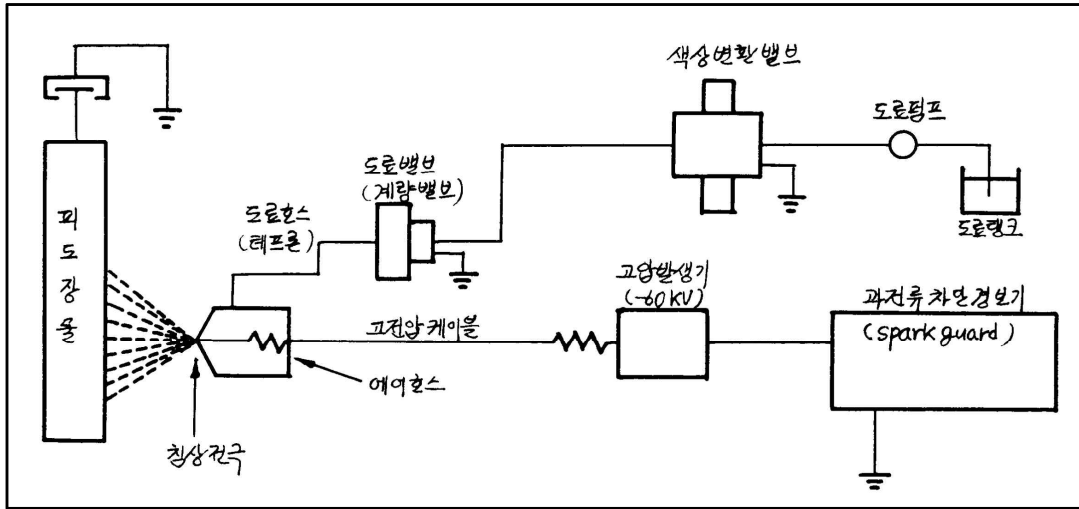 색상변환밸브
도료펌프
도료밸브
(계량밸브)
도료호스
(테프론)
도료탱크
피도장물
고압발생기
(-60KV)
과전류차단경보기
(spark guard)
고전압케이블
에어호스
침상전극